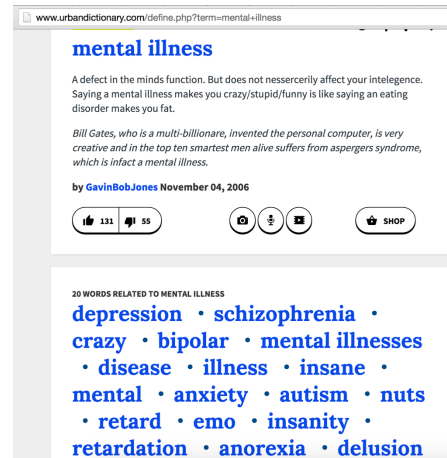 www.urbandictionary.com/define.php?term=mental+illness
mental illness
A defect in the minds function. But does not nessercerily affect your intelegence.
Saying a mental illness makes you crazy/stupid/funny is like saying an eating
disorder makes you fat.
Bill Gates, who is a multi-billionare, invented the personal computer, is very
creative and in the top ten smartest men alive suffers from aspergers syndrome,
which is infact a mental illness.
by GavinBobJones November 04, 2006
131 55 SHOP
20 WORDS RELATED TO MENTAL ILLNESS
depression • schizophrenia •
crazy • bipolar • mental illnesses
• disease • illness • insane •
mental • anxiety • autism • nuts
• retard • emo • insanity •
retardation • anorexia • delusion